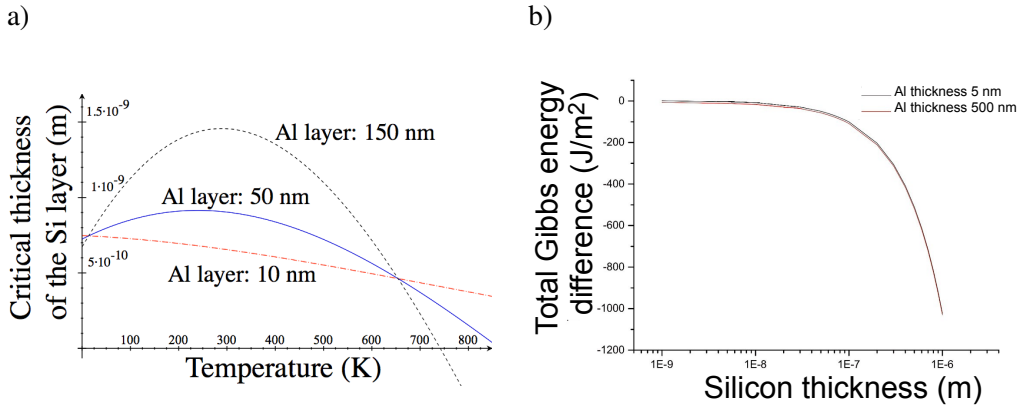 a)
b)
Critical thickness
of the Si layer (m)
1.5·10⁻⁹
1·10⁻⁹
5·10⁻¹⁰
Al layer: 150 nm
Al layer: 50 nm
Al layer: 10 nm
100 200 300 400 500 600 700 800
Temperature (K)
Total Gibbs energy
difference (J/m²)
0
-200
-400
-600
-800
-1000
-1200
Al thickness 5 nm
Al thickness 500 nm
1E-9 1E-8 1E-7 1E-6
Silicon thickness (m)